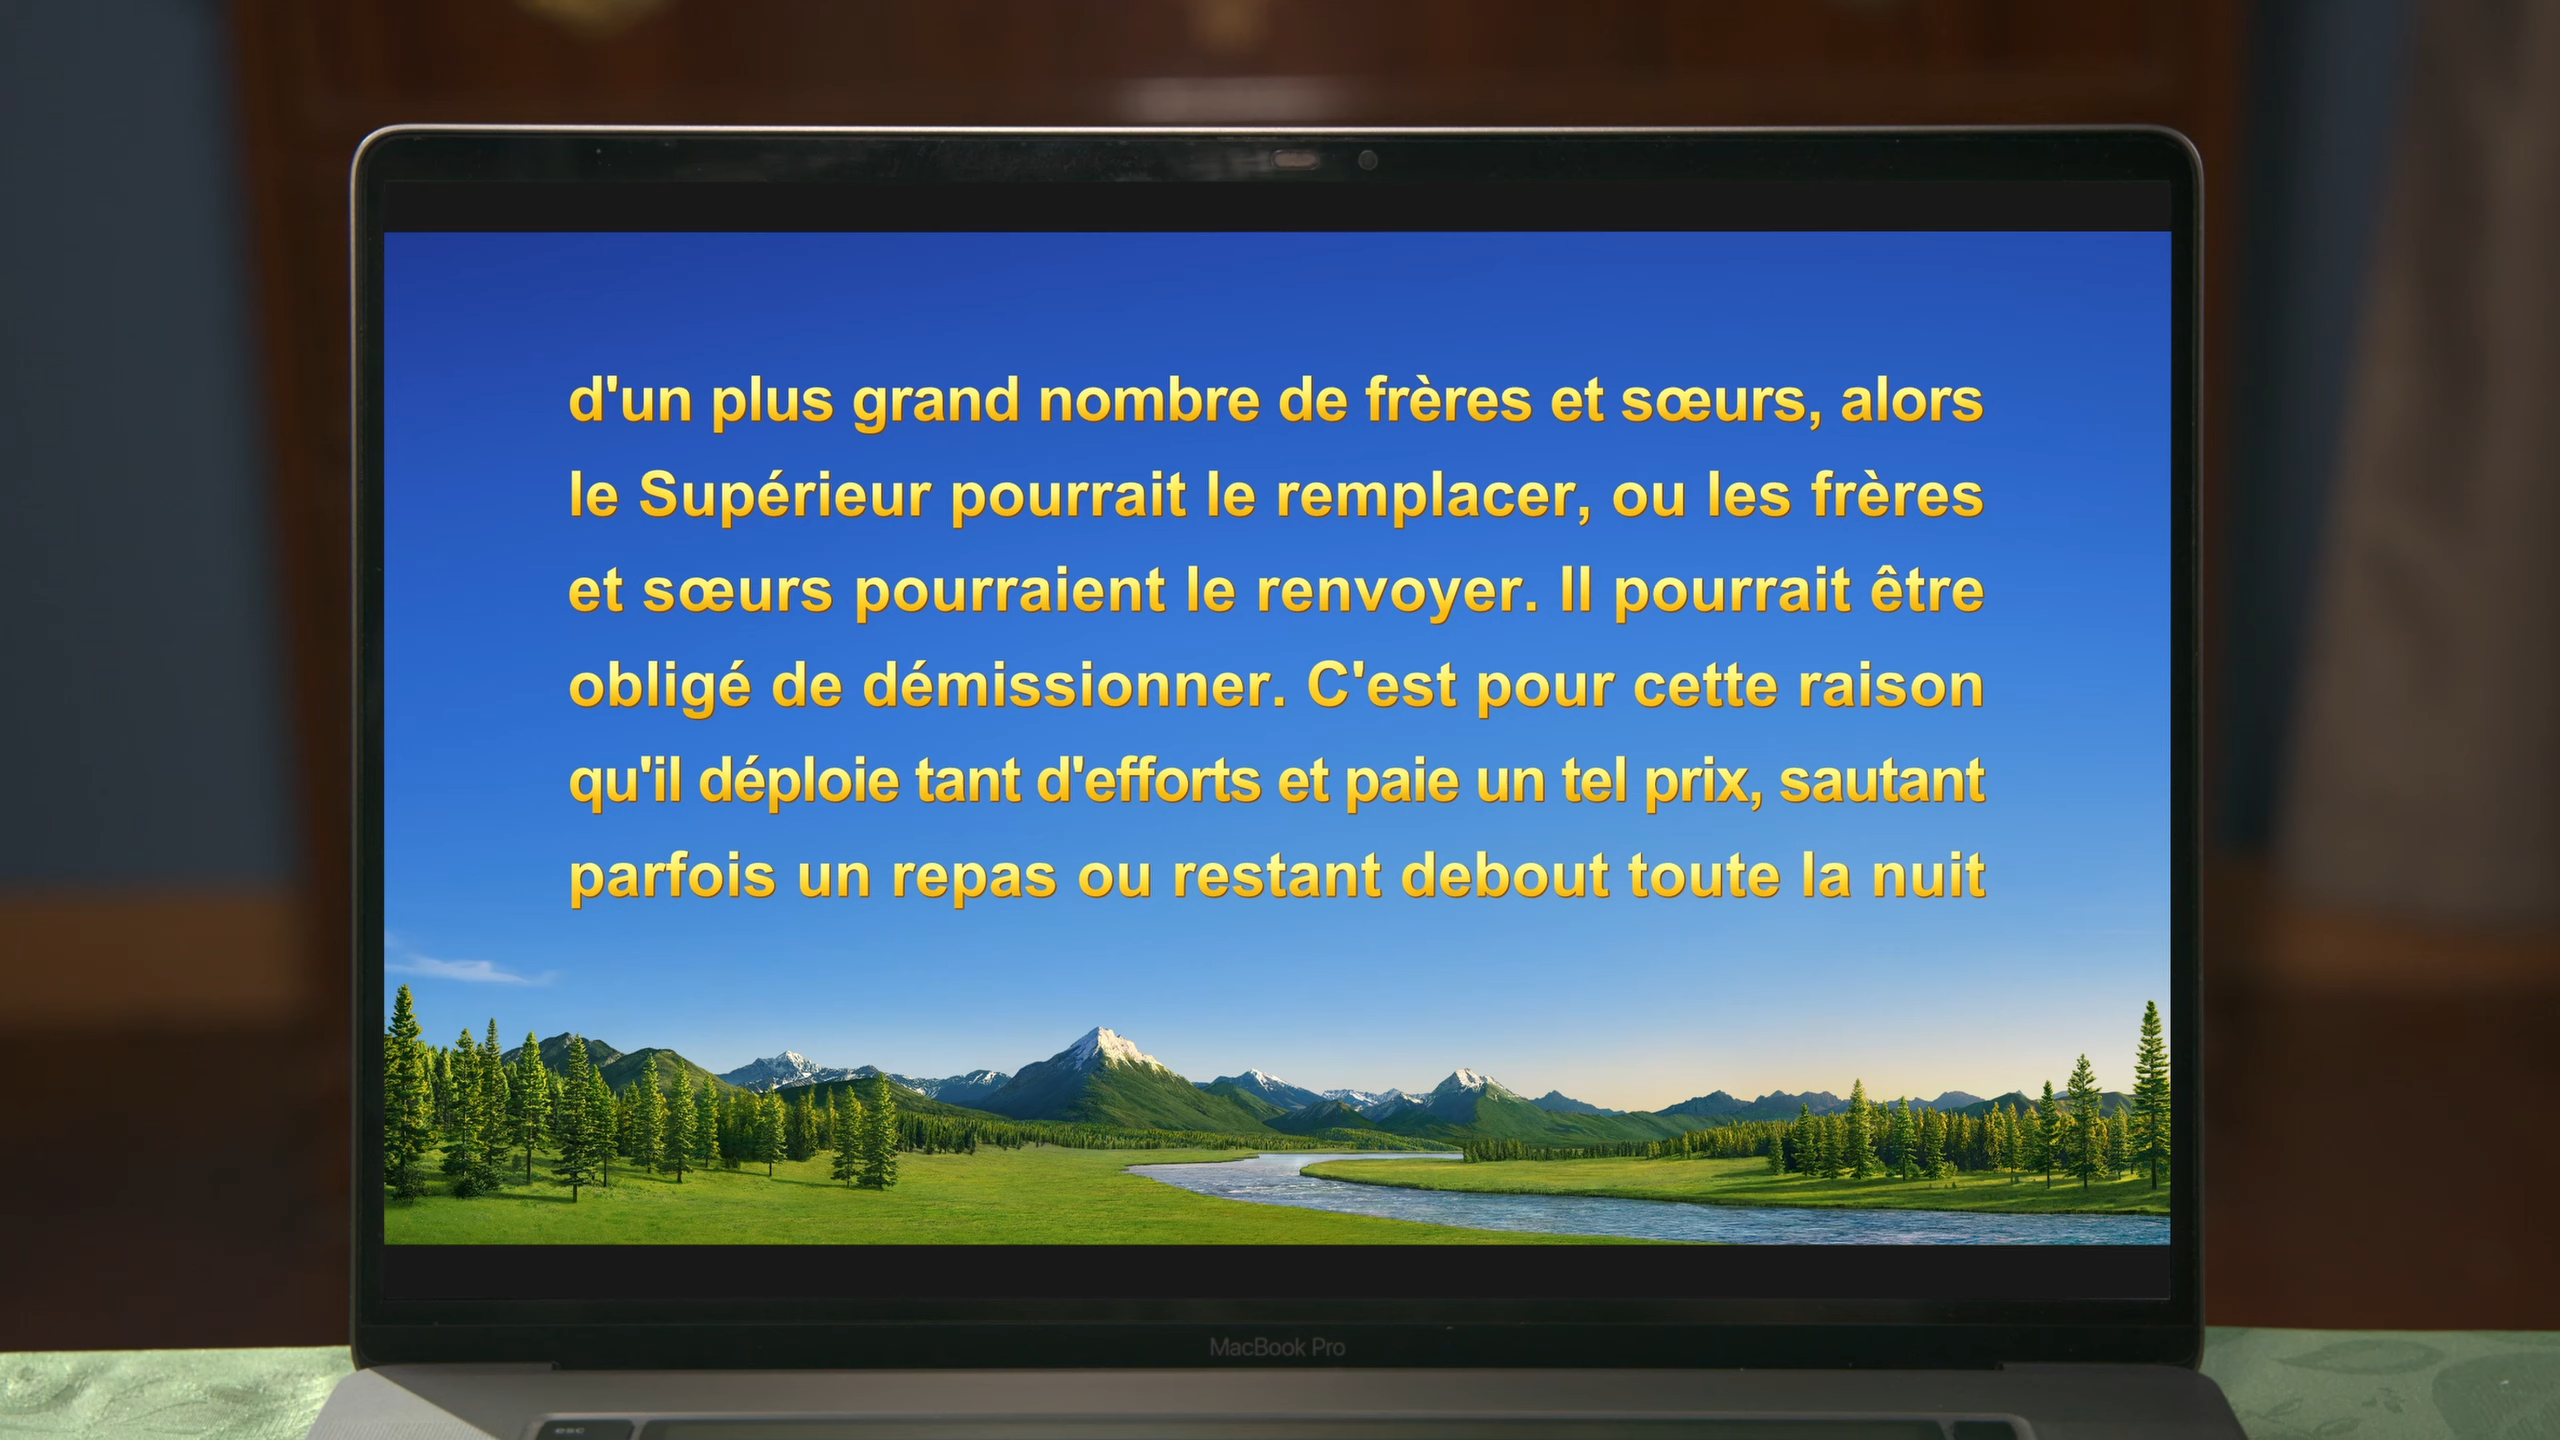 d'un plus grand nombre de frères et sœurs, alors
le Supérieur pourrait le remplacer, ou les frères
et sœurs pourraient le renvoyer. Il pourrait être
obligé de démissionner. C'est pour cette raison
qu'il déploie tant d'efforts et paie un tel prix, sautant
parfois un repas ou restant debout toute la nuit
MacBook Pro
esc